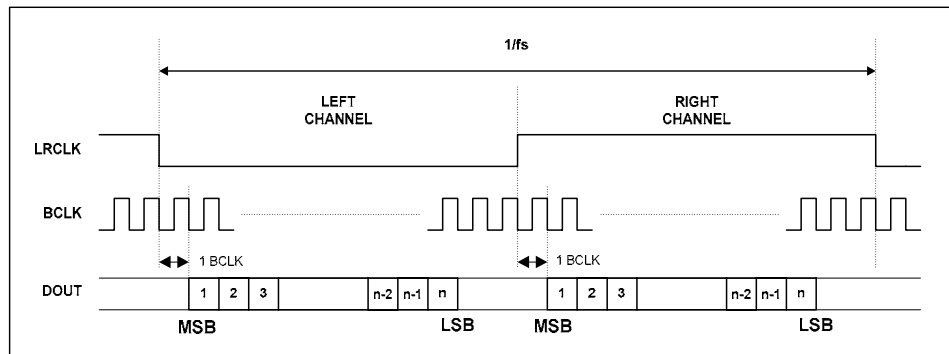 1/fs
LEFT
CHANNEL
RIGHT
CHANNEL
LRCLK
BCLK
1 BCLK
1 BCLK
DOUT
1 2 3 n-2 n-1 n 1 2 3 n-2 n-1 n
MSB LSB MSB LSB